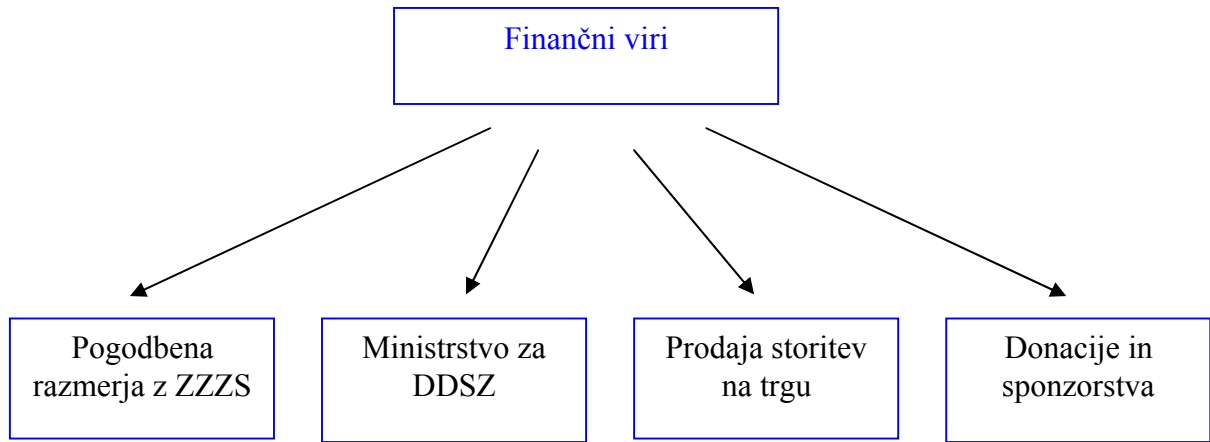 Finančni viri
Pogodbena
razmerja z ZZZS
Ministrstvo za
DDSZ
Prodaja storitev
na trgu
Donacije in
sponzorstva